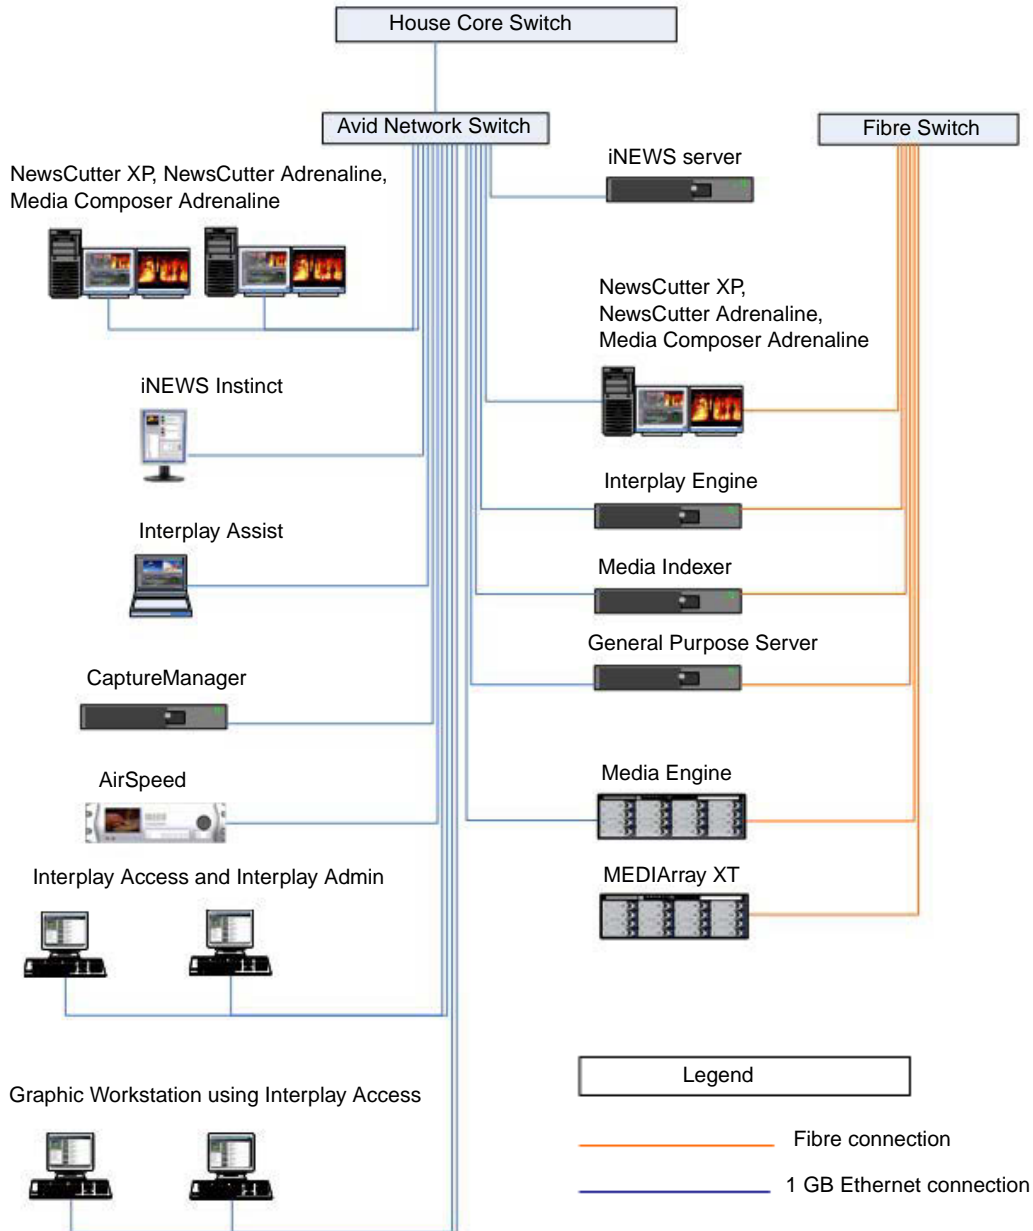 House Core Switch
Avid Network Switch
Fibre Switch
iNEWS server
NewsCutter XP, NewsCutter Adrenaline,
Media Composer Adrenaline
NewsCutter XP,
NewsCutter Adrenaline,
Media Composer Adrenaline
iNEWS Instinct
Interplay Engine
Interplay Assist
Media Indexer
General Purpose Server
CaptureManager
Media Engine
AirSpeed
MEDIArray XT
Interplay Access and Interplay Admin
Legend
Graphic Workstation using Interplay Access
Fibre connection
1 GB Ethernet connection